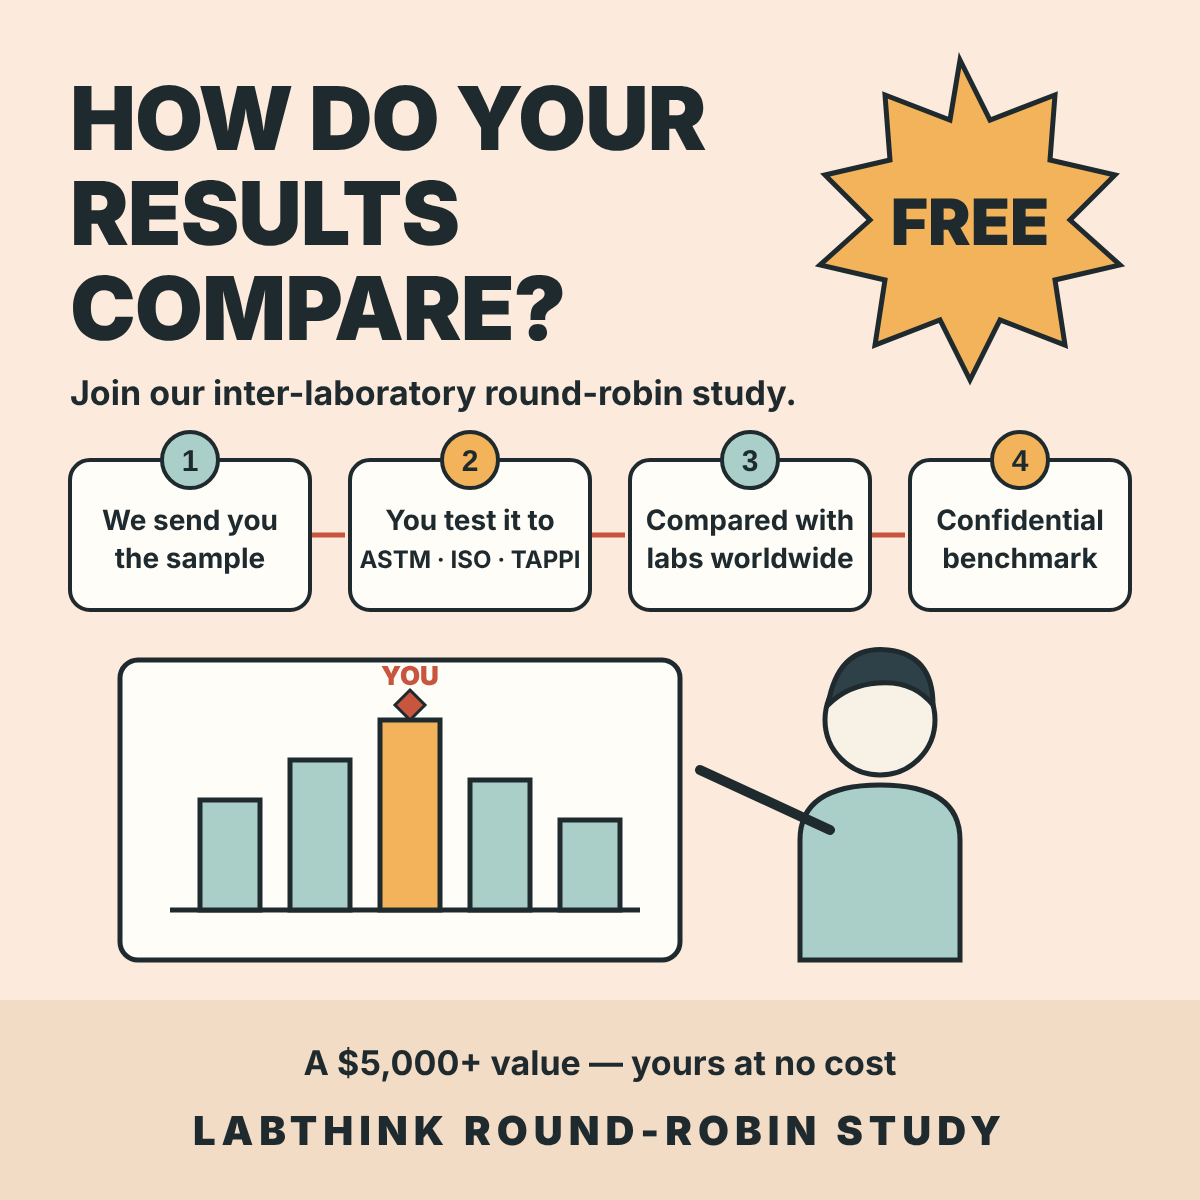 HOW DO YOUR
RESULTS
COMPARE?
FREE
Join our inter-laboratory round-robin study.
1
We send you
the sample
2
You test it to
ASTM · ISO · TAPPI
3
Compared with
labs worldwide
4
Confidential
benchmark
YOU
A $5,000+ value — yours at no cost
LABTHINK ROUND-ROBIN STUDY